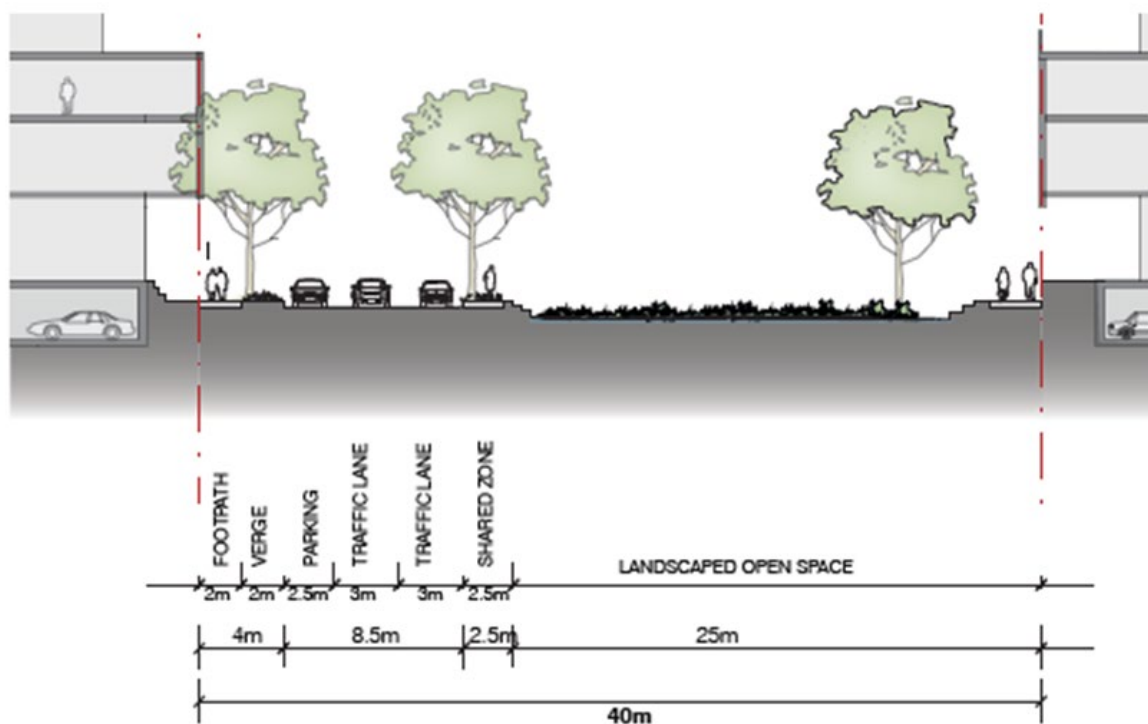 FOOTPATH
VERGE
PARKING
TRAFFIC LANE
TRAFFIC LANE
SHARED ZONE
LANDSCAPED OPEN SPACE
2m 2m 2.5m 3m 3m 2.5m
4m 8.5m 2.5m 25m
40m